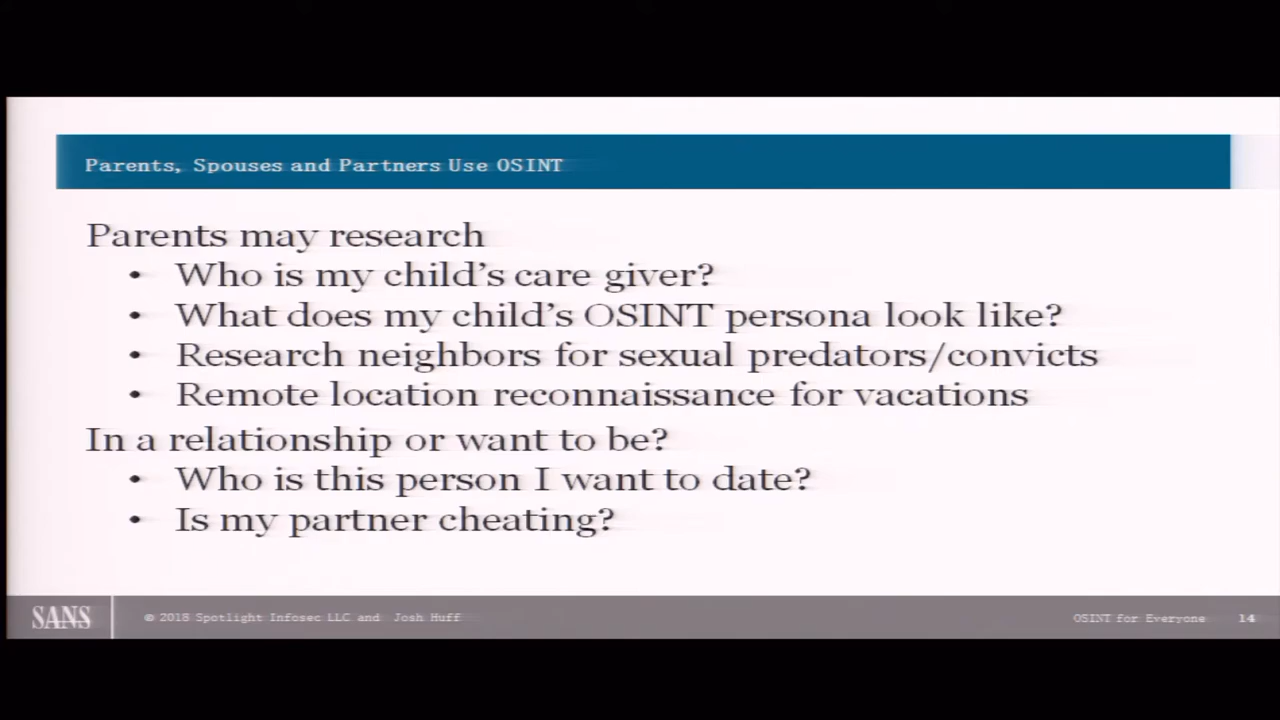 Parents, Spouses and Partners Use OSINT
Parents may research
• Who is my child's care giver?
• What does my child's OSINT persona look like?
• Research neighbors for sexual predators/convicts
• Remote location reconnaissance for vacations
In a relationship or want to be?
• Who is this person I want to date?
• Is my partner cheating?
SANS
© 2018 Spotlight Infosec LLC and Josh Huff
OSINT for Everyone 14